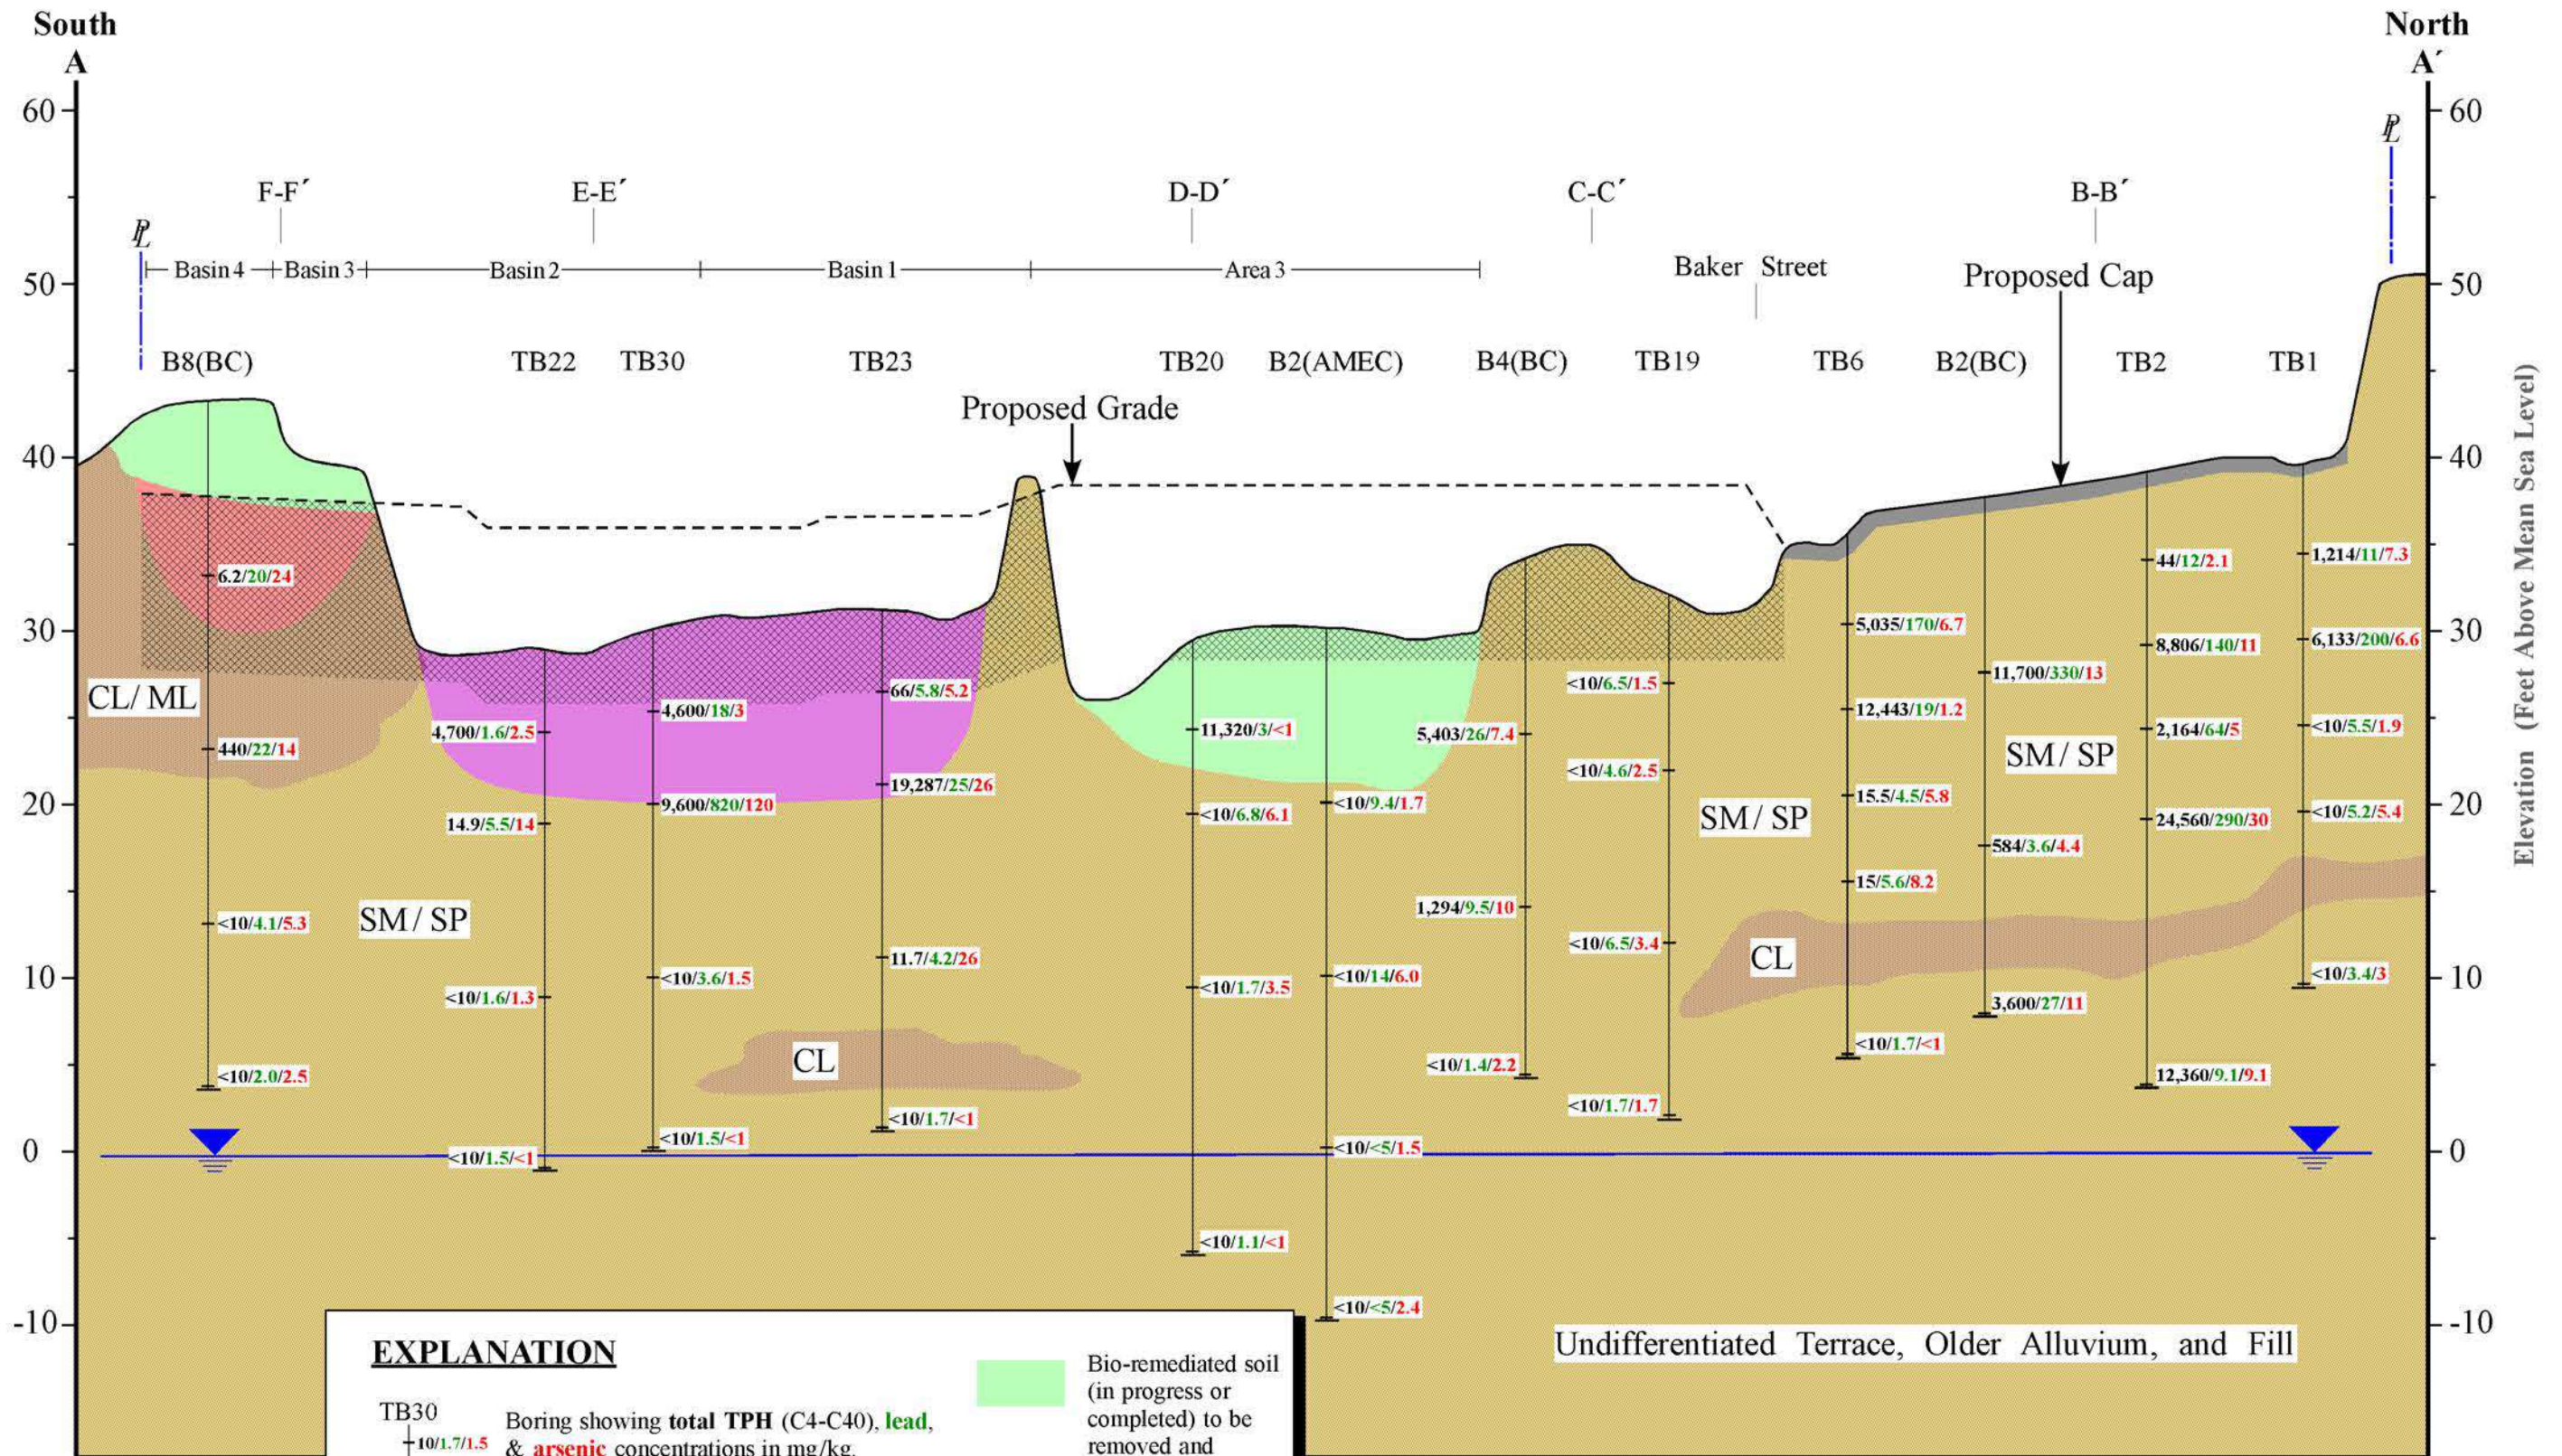 South
North
A
A´
60
60
PL
F-F´
E-E´
D-D´
C-C´
B-B´
PL
Basin 4
Basin 3
Basin 2
Basin 1
Area 3
Baker Street
Proposed Cap
50
50
B8(BC)
TB22
TB30
TB23
TB20
B2(AMEC)
B4(BC)
TB19
TB6
B2(BC)
TB2
TB1
Proposed Grade
40
40
Elevation (Feet Above Mean Sea Level)
6.2/20/24
440/22/14
<10/4.1/5.3
<10/2.0/2.5
4,700/1.6/2.5
14.9/5.5/14
<10/1.6/1.3
<10/1.5/<1
4,600/18/3
9,600/820/120
<10/3.6/1.5
<10/1.5/<1
66/5.8/5.2
19,287/25/26
11.7/4.2/26
<10/1.7/<1
11,320/3/<1
<10/6.8/6.1
<10/1.7/3.5
<10/1.1/<1
<10/9.4/1.7
<10/14/6.0
<10/<5/1.5
<10/<5/2.4
5,403/26/7.4
1,294/9.5/10
<10/1.4/2.2
<10/6.5/1.5
<10/4.6/2.5
<10/6.5/3.4
<10/1.7/1.7
5,035/170/6.7
12,443/19/1.2
15.5/4.5/5.8
15/5.6/8.2
<10/1.7/<1
11,700/330/13
584/3.6/4.4
3,600/27/11
44/12/2.1
8,806/140/11
2,164/64/5
24,560/290/30
12,360/9.1/9.1
1,214/11/7.3
6,133/200/6.6
<10/5.5/1.9
<10/5.2/5.4
<10/3.4/3
30
30
CL/ ML
SM/ SP
SM/ SP
SM/ SP
20
20
CL
CL
10
10
0
0
-10
-10
Undifferentiated Terrace, Older Alluvium, and Fill
EXPLANATION
TB30
10/1.7/1.5
Boring showing total TPH (C4-C40), lead,
& arsenic concentrations in mg/kg.
Bio-remediated soil
(in progress or
completed) to be
removed and